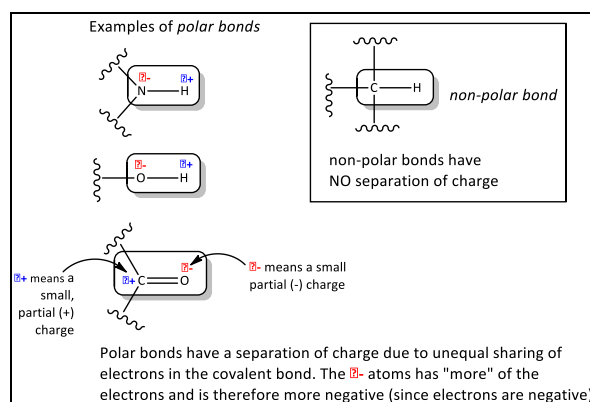 Examples of polar bonds
⍰- ⍰+
N H
⍰- ⍰+
O H
⍰+ C O ⍰-
⍰+ means a
small,
partial (+)
charge
⍰- means a small
partial (-) charge
C H
non-polar bond
non-polar bonds have
NO separation of charge
Polar bonds have a separation of charge due to unequal sharing of
electrons in the covalent bond. The ⍰- atoms has "more" of the
electrons and is therefore more negative (since electrons are negative)